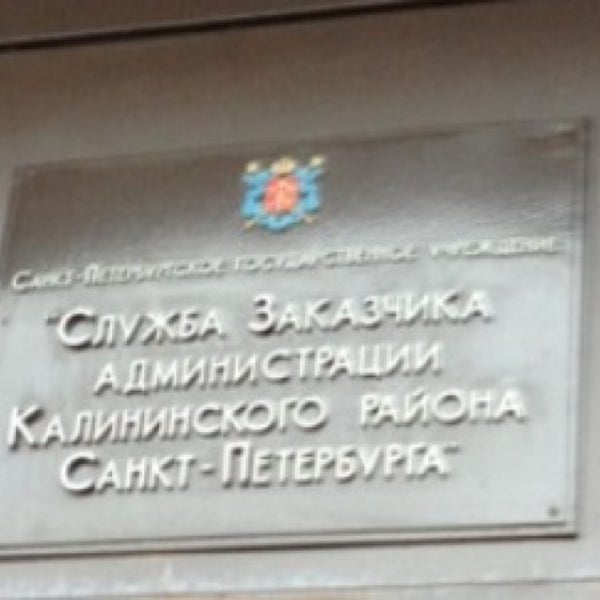 Санкт-Петербургское государственное учреждение
"Служба Заказчика
администрации
Калининского района
Санкт-Петербурга"